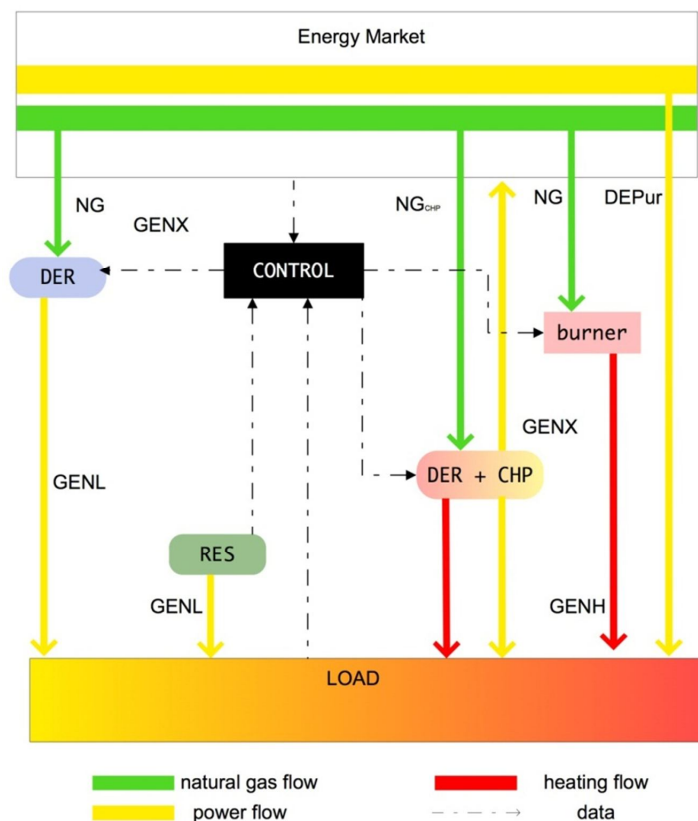 Energy Market
NG
GENX
NGCHP
NG
DEPur
DER
CONTROL
burner
GENX
DER + CHP
GENL
RES
GENL
GENH
LOAD
natural gas flow
heating flow
power flow
data